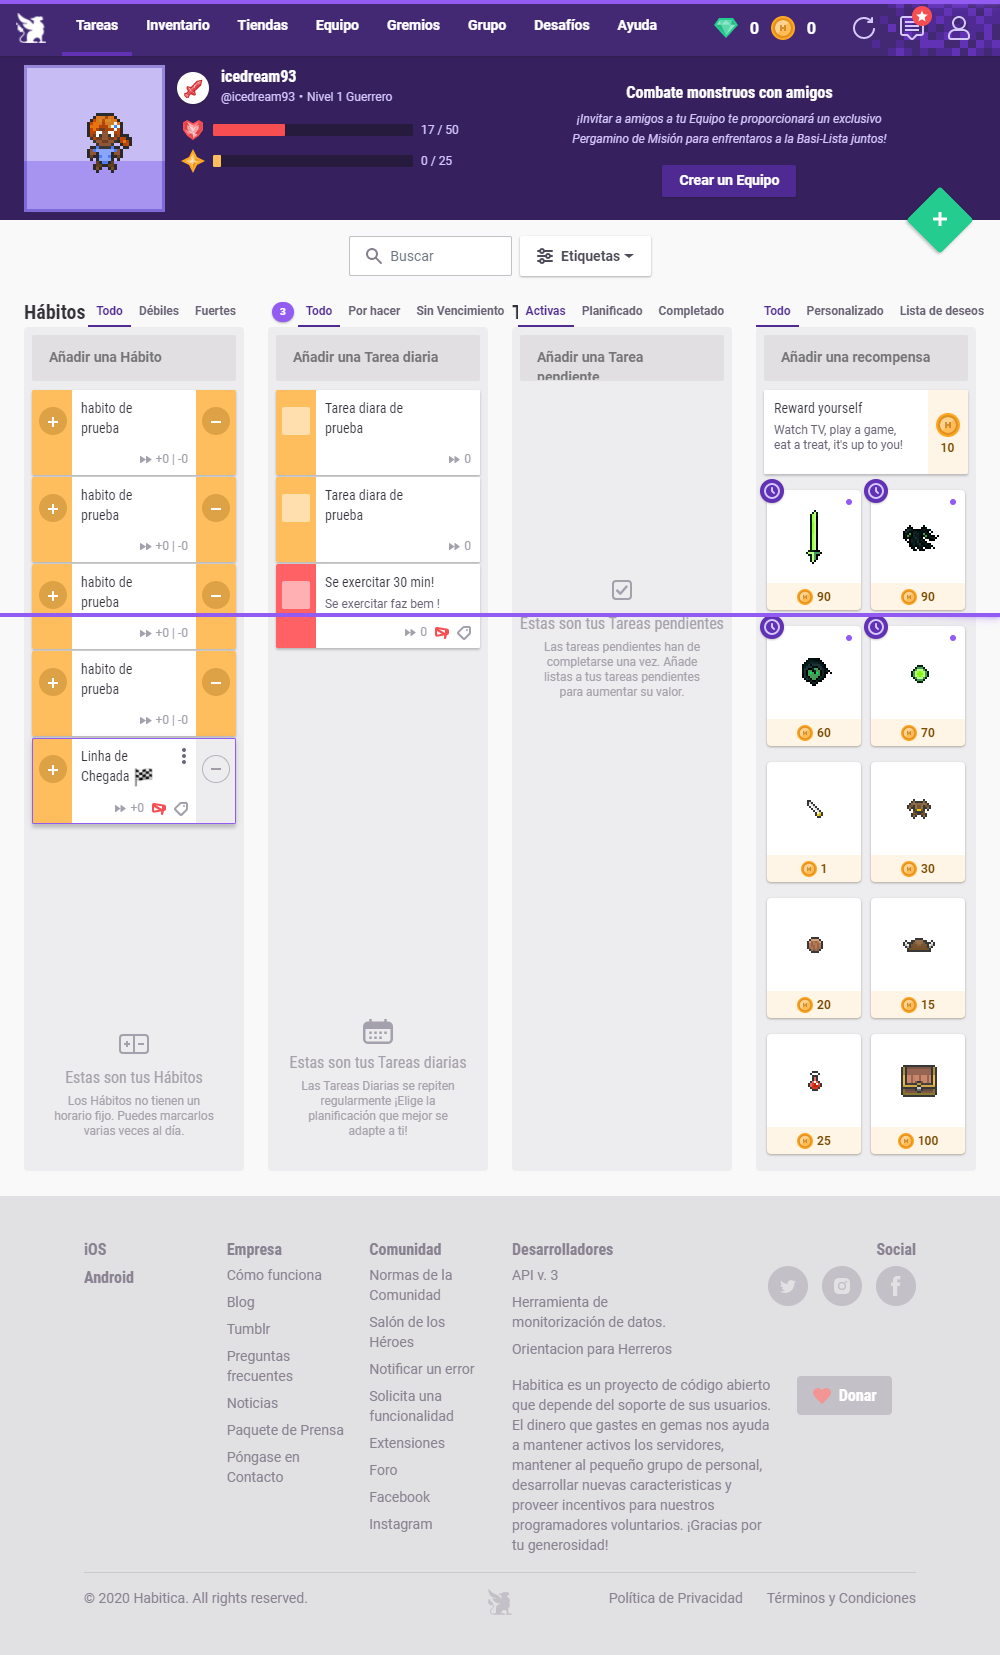 Tareas Inventario Tiendas Equipo Gremios Grupo Desafíos Ayuda 0 0
icedream93
@icedream93 • Nivel 1 Guerrero
17 / 50
0 / 25
Combate monstruos con amigos
¡Invitar a amigos a tu Equipo te proporcionará un exclusivo
Pergamino de Misión para enfrentaros a la Basi-Lista juntos!
Crear un Equipo
Buscar
Etiquetas
Hábitos Todo Débiles Fuertes
Añadir una Hábito
habito de
prueba
+0 | -0
habito de
prueba
+0 | -0
habito de
prueba
+0 | -0
habito de
prueba
+0 | -0
Linha de
Chegada
+0
Estas son tus Hábitos
Los Hábitos no tienen un
horario fijo. Puedes marcarlos
varias veces al día.
3 Todo Por hacer Sin Vencimiento
Añadir una Tarea diaria
Tarea diara de
prueba
0
Tarea diara de
prueba
0
Se exercitar 30 min!
Se exercitar faz bem !
0
Estas son tus Tareas diarias
Las Tareas Diarias se repiten
regularmente ¡Elige la
planificación que mejor se
adapte a ti!
Activas Planificado Completado
Añadir una Tarea
pendiente
Estas son tus Tareas pendientes
Las tareas pendientes han de
completarse una vez. Añade
listas a tus tareas pendientes
para aumentar su valor.
Todo Personalizado Lista de deseos
Añadir una recompensa
Reward yourself
Watch TV, play a game,
eat a treat, it's up to you!
10
90 90
60 70
1 30
20 15
25 100
iOS
Android
Empresa
Cómo funciona
Blog
Tumblr
Preguntas
frecuentes
Noticias
Paquete de Prensa
Póngase en
Contacto
Comunidad
Normas de la
Comunidad
Salón de los
Héroes
Notificar un error
Solicita una
funcionalidad
Extensiones
Foro
Facebook
Instagram
Desarrolladores
API v. 3
Herramienta de
monitorización de datos.
Orientacion para Herreros
Social
Habitica es un proyecto de código abierto
que depende del soporte de sus usuarios.
El dinero que gastes en gemas nos ayuda
a mantener activos los servidores,
mantener al pequeño grupo de personal,
desarrollar nuevas caracteristicas y
proveer incentivos para nuestros
programadores voluntarios. ¡Gracias por
tu generosidad!
Donar
© 2020 Habitica. All rights reserved.
Política de Privacidad Términos y Condiciones